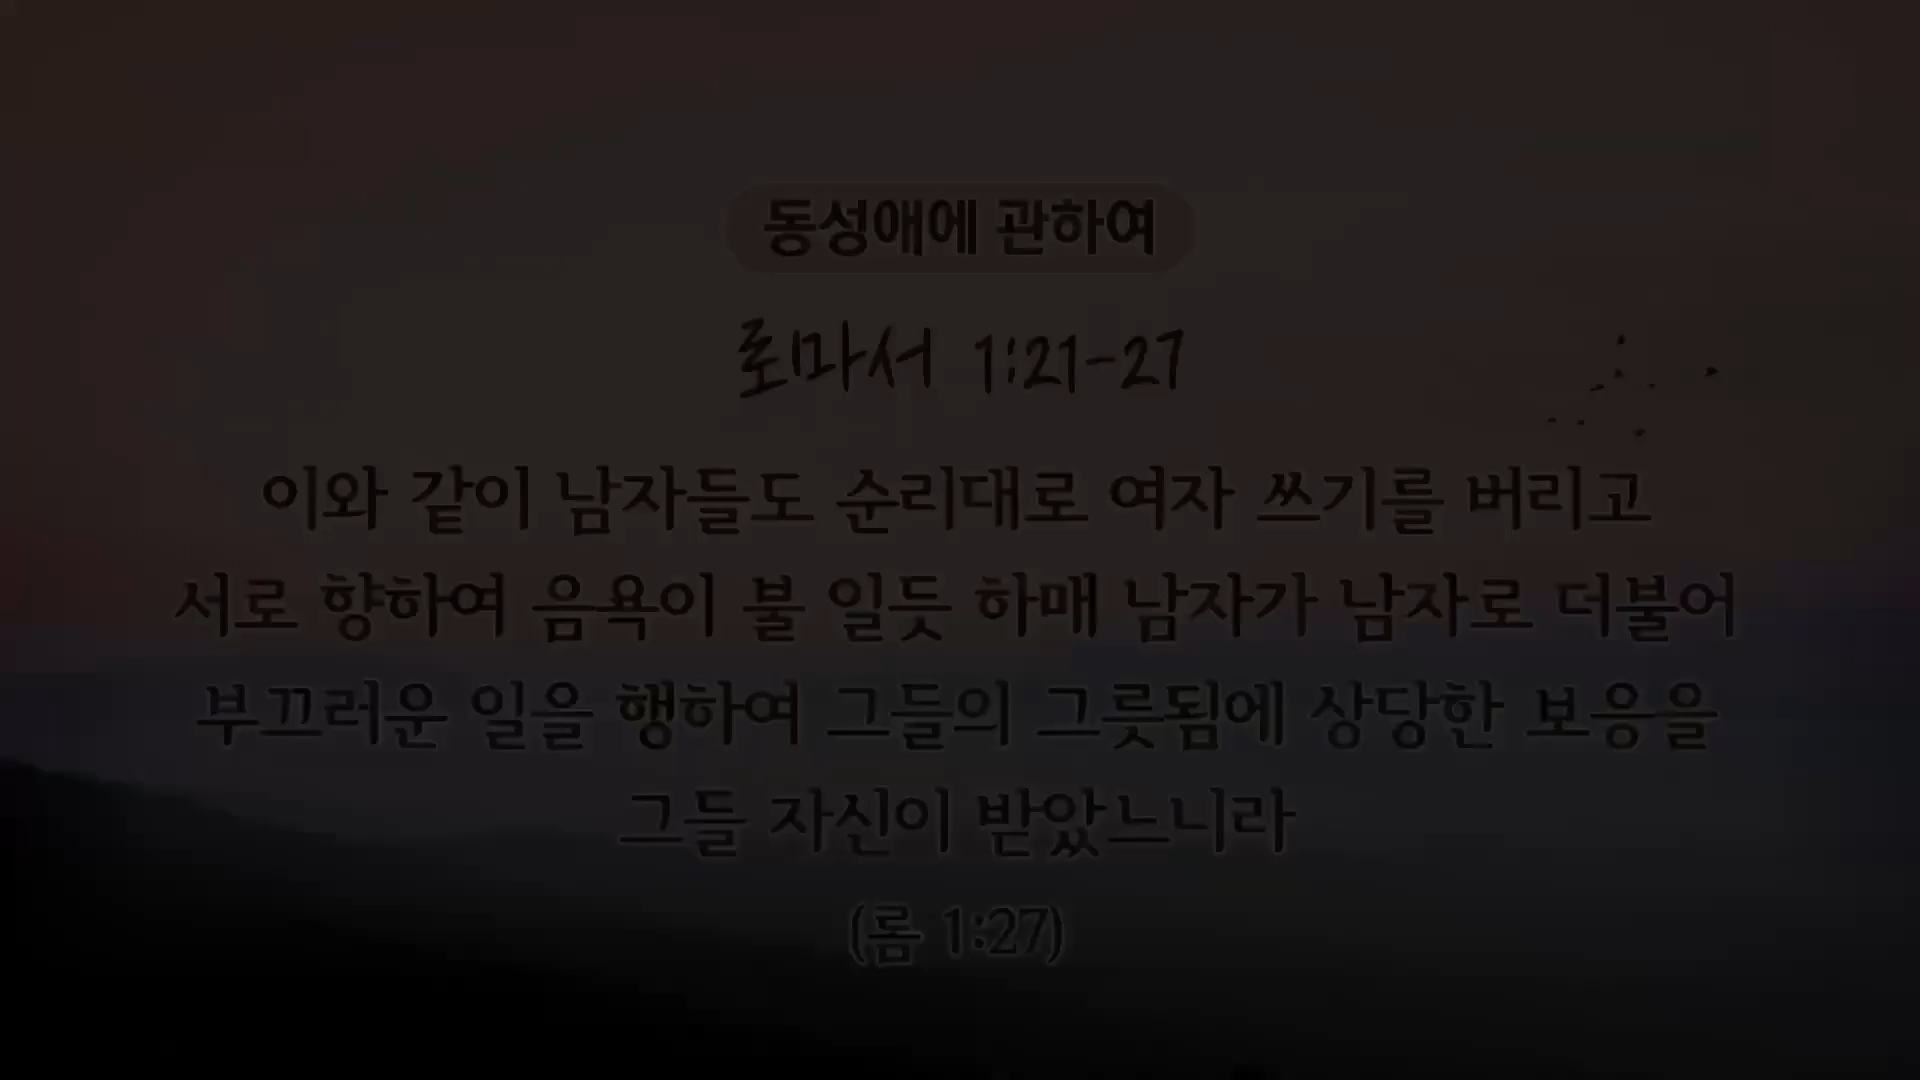 동성애에 관하여
로마서 1:21-27
이와 같이 남자들도 순리대로 여자 쓰기를 버리고
서로 향하여 음욕이 불 일듯 하매 남자가 남자로 더불어
부끄러운 일을 행하여 그들의 그릇됨에 상당한 보응을
그들 자신이 받았느니라
(롬 1:27)